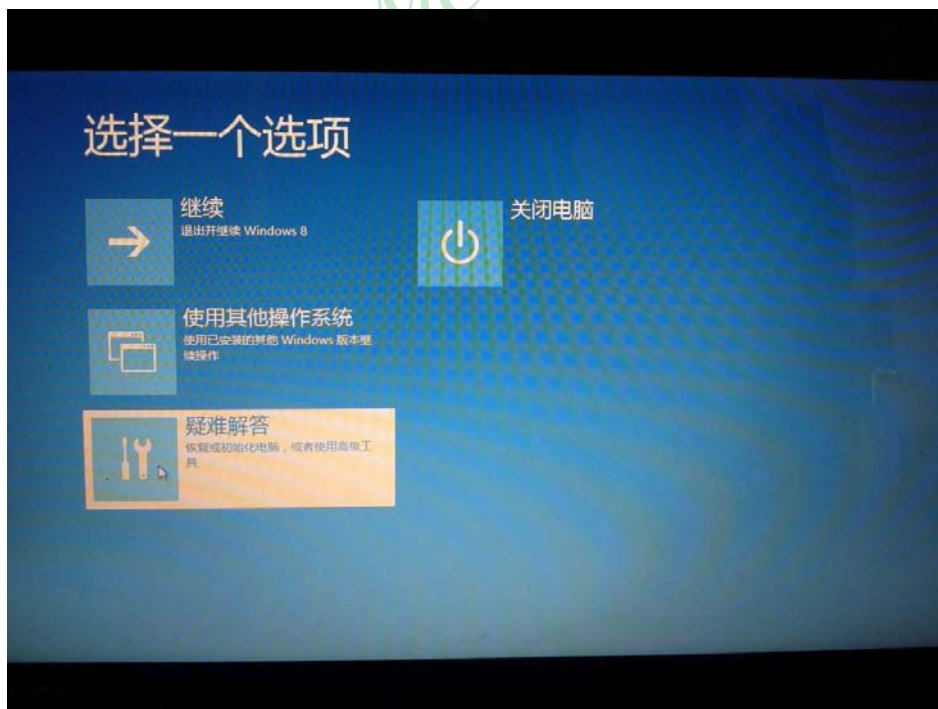 选择一个选项
继续
退出并继续 Windows 8
关闭电脑
使用其他操作系统
使用已安装的其他 Windows 版本继
续操作
疑难解答
恢复或初始化电脑，或者使用高级工
具